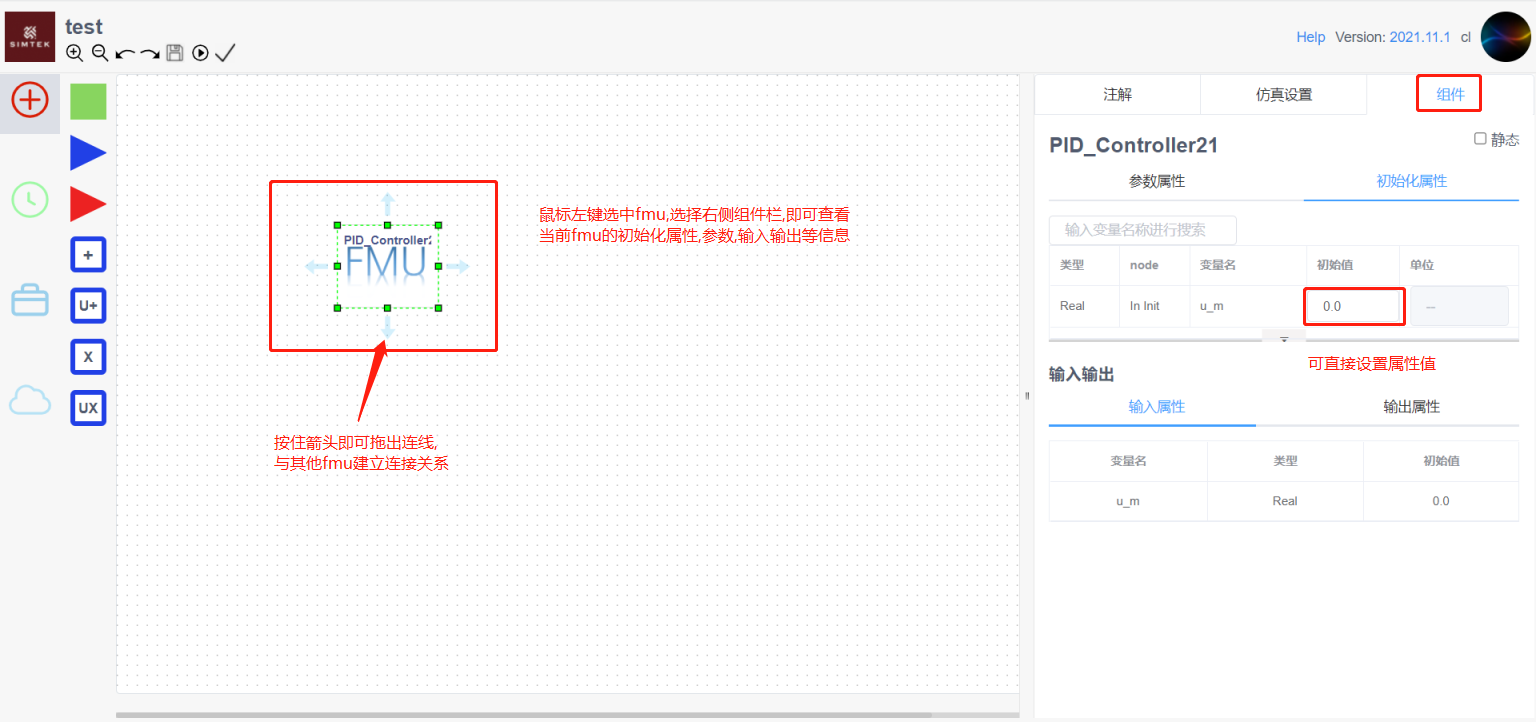 SIMTEK
test
Help Version: 2021.11.1 cl
+
U+
X
UX
PID_Controller2
FMU
鼠标左键选中fmu,选择右侧组件栏,即可查看
当前fmu的初始化属性,参数,输入输出等信息
按住箭头即可拖出连线,
与其他fmu建立连接关系
注解 仿真设置 组件
PID_Controller21 静态
参数属性 初始化属性
输入变量名称进行搜索
类型 node 变量名 初始值 单位
Real In Init u_m 0.0 --
可直接设置属性值
输入输出
输入属性 输出属性
变量名 类型 初始值
u_m Real 0.0